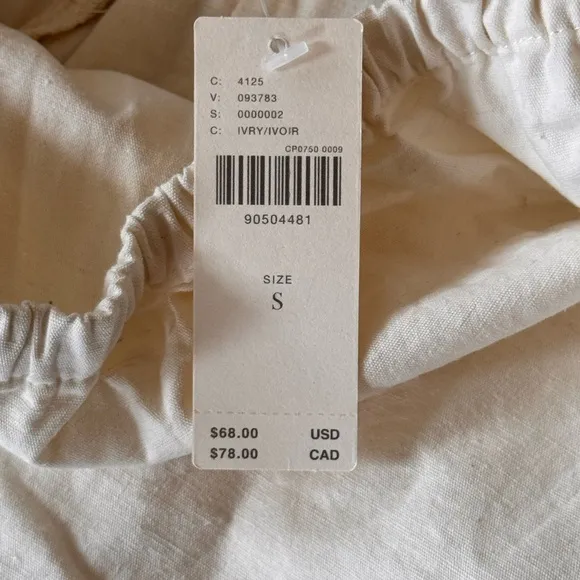 C: 4125
V: 093783
S: 0000002
C: IVRY/IVOIR
CP0750 0009
90504481
SIZE
S
$68.00 USD
$78.00 CAD